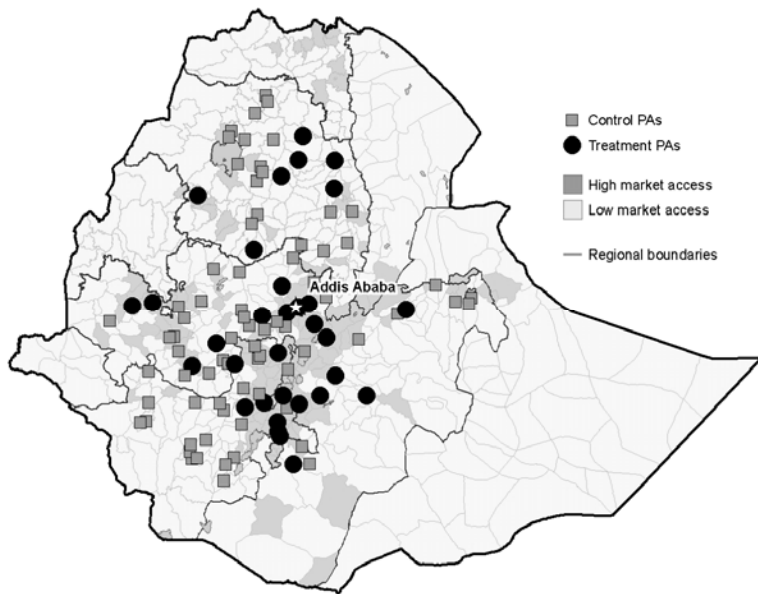 Control PAs
Treatment PAs
High market access
Low market access
Regional boundaries
Addis Ababa